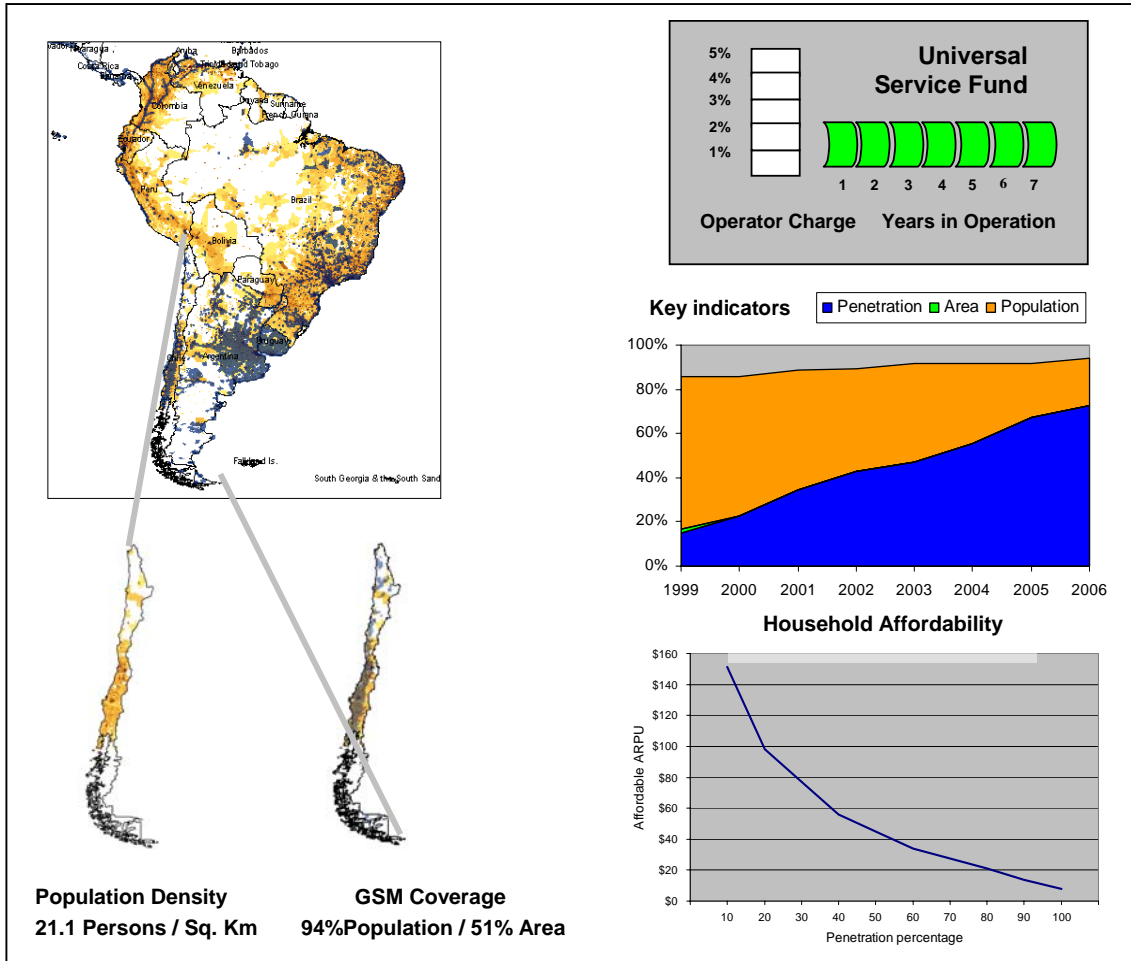 Nicaragua
Aruba
Barbados
Costa Rica
Panama
Trinidad and Tobago
Venezuela
Guyana
Suriname
French Guiana
Colombia
Ecuador
Peru
Brazil
Bolivia
Paraguay
Chile
Argentina
Uruguay
Falkland Is.
South Georgia & the South Sand
Population Density
21.1 Persons / Sq. Km
GSM Coverage
94%Population / 51% Area
Universal
Service Fund
5%
4%
3%
2%
1%
1 2 3 4 5 6 7
Operator Charge
Years in Operation
Key indicators
Penetration
Area
Population
100%
80%
60%
40%
20%
0%
1999 2000 2001 2002 2003 2004 2005 2006
Household Affordability
$160
$140
$120
$100
$80
$60
$40
$20
$0
Affordable ARPU
10 20 30 40 50 60 70 80 90 100
Penetration percentage